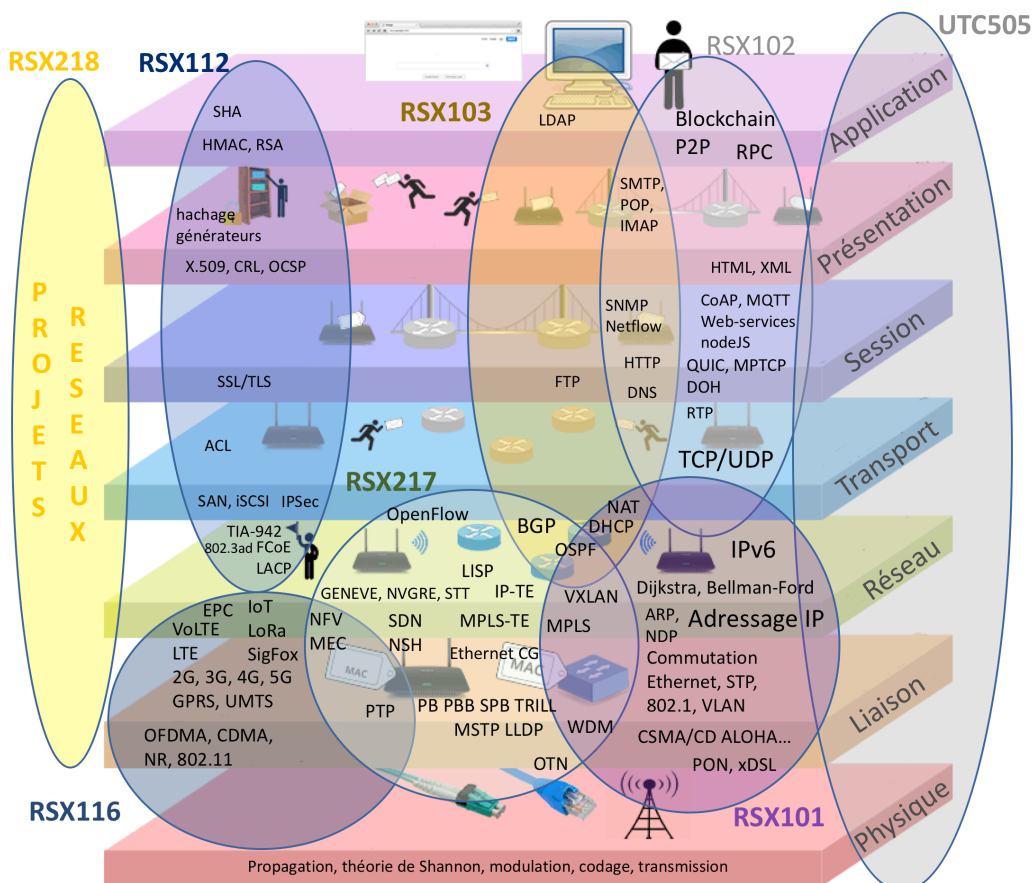 UTC505
RSX102
RSX218
RSX112
RSX103
Application
SHA
LDAP
Blockchain
P2P
RPC
HMAC, RSA
Présentation
SMTP,
POP,
IMAP
hachage
générateurs
X.509, CRL, OCSP
HTML, XML
PROJETS
RESEAUX
Session
SNMP
Netflow
CoAP, MQTT
Web-services
nodeJS
HTTP
QUIC, MPTCP
SSL/TLS
FTP
DNS
DOH
RTP
Transport
ACL
TCP/UDP
RSX217
SAN, iSCSI
IPSec
OpenFlow
NAT
BGP
DHCP
TIA-942
802.3ad FCoE
LACP
OSPF
IPv6
Réseau
LISP
Dijkstra, Bellman-Ford
GENEVE, NVGRE, STT
IP-TE
VXLAN
EPC
IoT
NFV
SDN
MPLS-TE
MPLS
ARP,
NDP
Adressage IP
VoLTE
LoRa
MEC
NSH
Ethernet CG
LTE
SigFox
MAC
MAC
Commutation
Ethernet, STP,
802.1, VLAN
Liaison
2G, 3G, 4G, 5G
GPRS, UMTS
PTP
PB PBB SPB TRILL
MSTP LLDP
WDM
OFDMA, CDMA,
NR, 802.11
CSMA/CD ALOHA...
OTN
PON, xDSL
RSX116
RSX101
Physique
Propagation, théorie de Shannon, modulation, codage, transmission